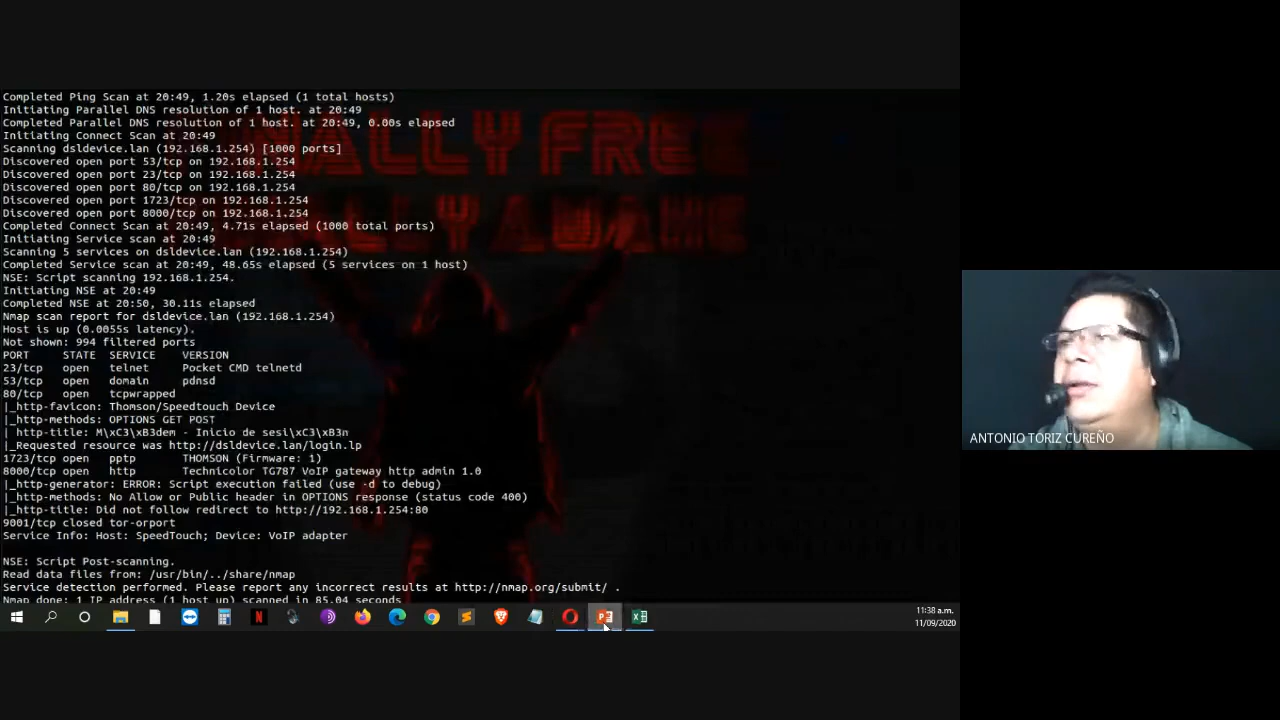 Completed Ping Scan at 20:49, 1.20s elapsed (1 total hosts)
Initiating Parallel DNS resolution of 1 host. at 20:49
Completed Parallel DNS resolution of 1 host. at 20:49, 0.00s elapsed
Initiating Connect Scan at 20:49
Scanning dsldevice.lan (192.168.1.254) [1000 ports]
Discovered open port 53/tcp on 192.168.1.254
Discovered open port 23/tcp on 192.168.1.254
Discovered open port 80/tcp on 192.168.1.254
Discovered open port 1723/tcp on 192.168.1.254
Discovered open port 8000/tcp on 192.168.1.254
Completed Connect Scan at 20:49, 4.71s elapsed (1000 total ports)
Initiating Service scan at 20:49
Scanning 5 services on dsldevice.lan (192.168.1.254)
Completed Service scan at 20:49, 48.65s elapsed (5 services on 1 host)
NSE: Script scanning 192.168.1.254.
Initiating NSE at 20:49
Completed NSE at 20:50, 30.11s elapsed
Nmap scan report for dsldevice.lan (192.168.1.254)
Host is up (0.0055s latency).
Not shown: 994 filtered ports
PORT STATE SERVICE VERSION
23/tcp open telnet Pocket CMD telnetd
53/tcp open domain pdnsd
80/tcp open tcpwrapped
|_http-favicon: Thomson/Speedtouch Device
|_http-methods: OPTIONS GET POST
| http-title: M\xC3\xB3dem - Inicio de sesi\xC3\xB3n
|_Requested resource was http://dsldevice.lan/login.lp
1723/tcp open pptp THOMSON (Firmware: 1)
8000/tcp open http Technicolor TG787 VoIP gateway http admin 1.0
|_http-generator: ERROR: Script execution failed (use -d to debug)
|_http-methods: No Allow or Public header in OPTIONS response (status code 400)
|_http-title: Did not follow redirect to http://192.168.1.254:80
9001/tcp closed tor-orport
Service Info: Host: SpeedTouch; Device: VoIP adapter
NSE: Script Post-scanning.
Read data files from: /usr/bin/../share/nmap
Service detection performed. Please report any incorrect results at http://nmap.org/submit/ .
Nmap done: 1 IP address (1 host up) scanned in 85.04 seconds
ALLY FREE
LLY AWAKE
11:38 a.m.
11/09/2020
ANTONIO TORIZ CUREÑO